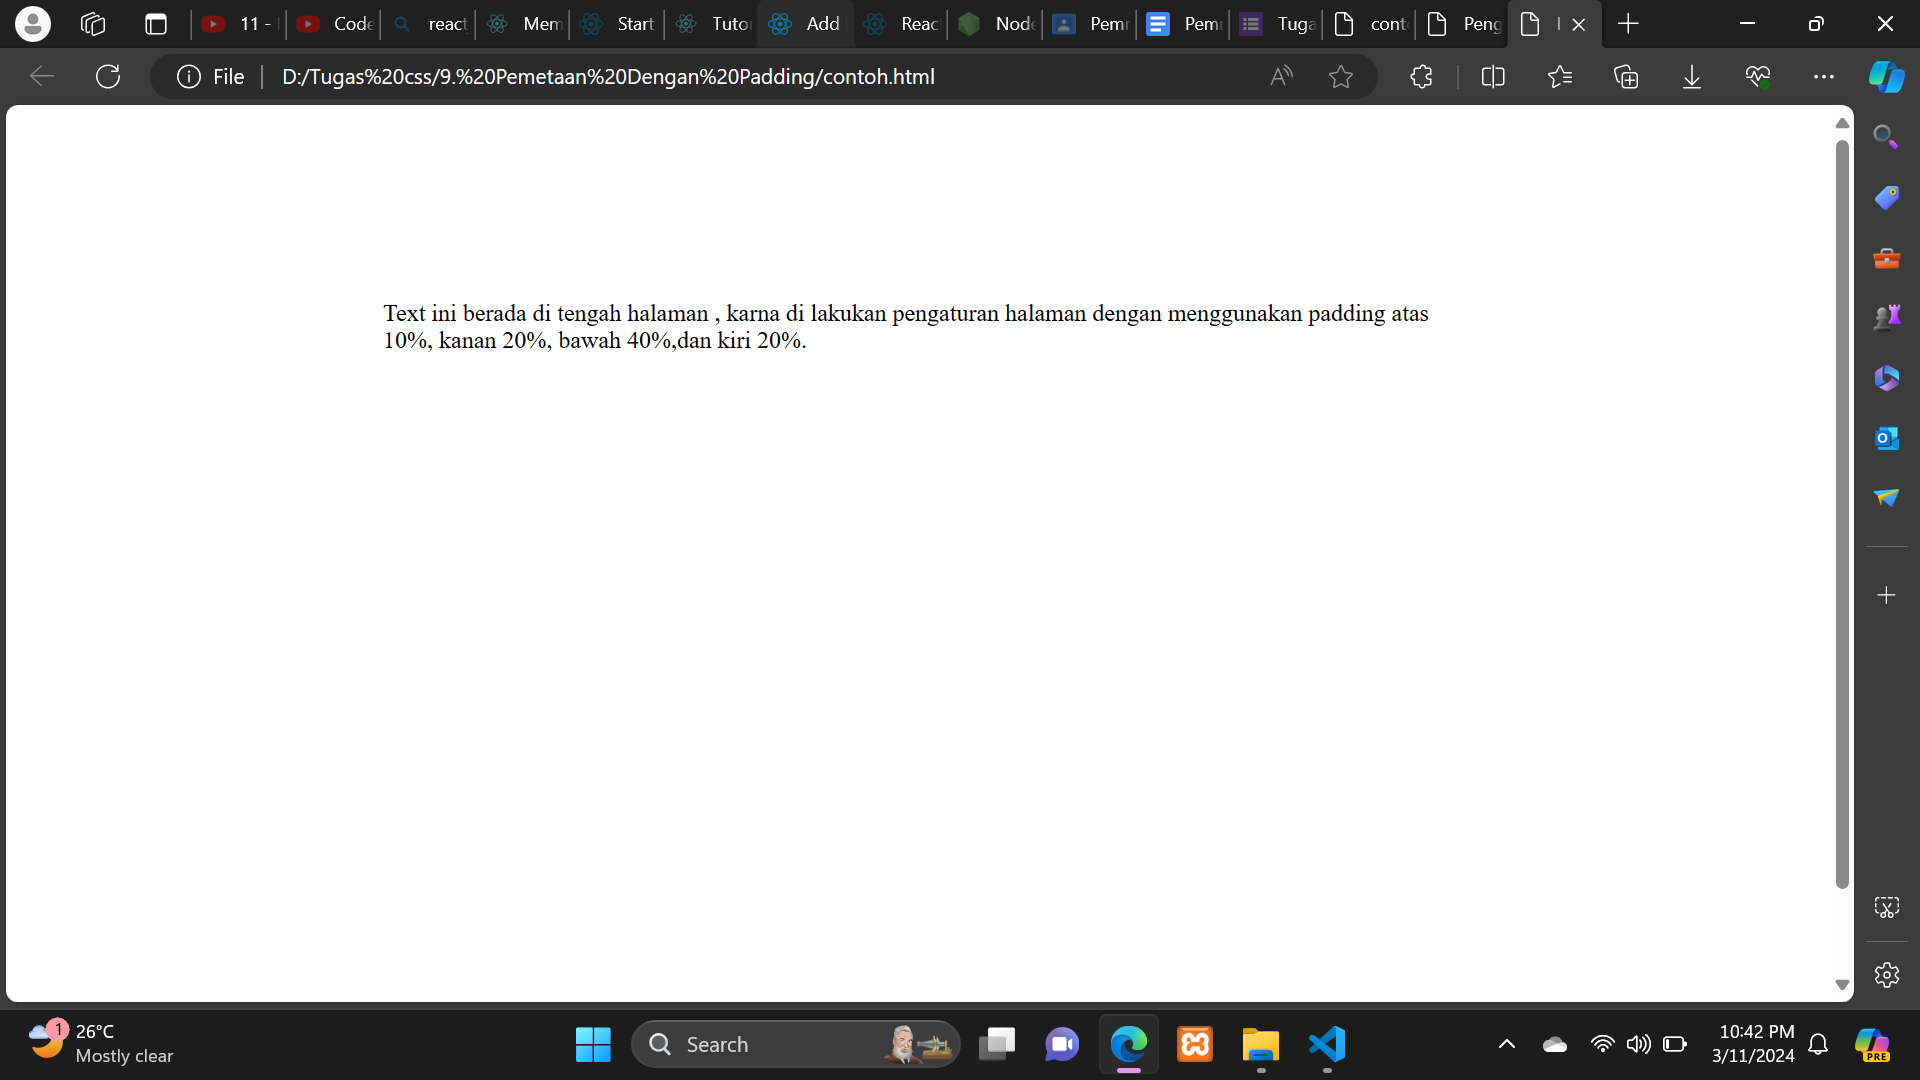 11 -
Code
react
Mem
Start
Tuto
Add
Reac
Node
Pem
Pem
Tuga
cont
Peng
File
D:/Tugas%20css/9.%20Pemetaan%20Dengan%20Padding/contoh.html
Text ini berada di tengah halaman , karna di lakukan pengaturan halaman dengan menggunakan padding atas
10%, kanan 20%, bawah 40%,dan kiri 20%.
1
26°C
Mostly clear
Search
10:42 PM
3/11/2024
PRE